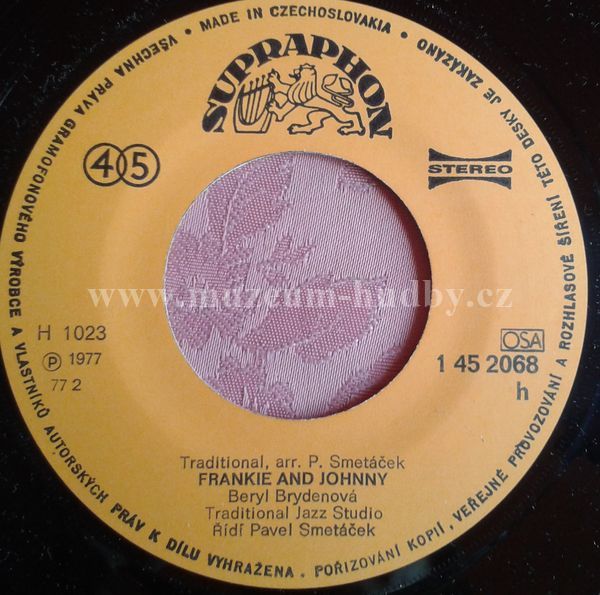 VŠECHNA PRÁVA GRAMOFONOVÉHO VÝROBCE A VLASTNÍKŮ AUTORSKÝCH PRÁV K DÍLU VYHRAŽENA. POŘIZOVÁNÍ KOPIÍ, VEŘEJNÉ PROVOZOVÁNÍ A ROZHLASOVÉ ŠÍŘENÍ TÉTO DESKY JE ZAKÁZÁNO
MADE IN CZECHOSLOVAKIA
SUPRAPHON
45
STEREO
www.muzeum-hudby.cz
H 1023
Ⓟ 1977
77 2
OSA
1 45 2068
h
Traditional, arr. P. Smetáček
FRANKIE AND JOHNNY
Beryl Brydenová
Traditional Jazz Studio
Řídí Pavel Smetáček